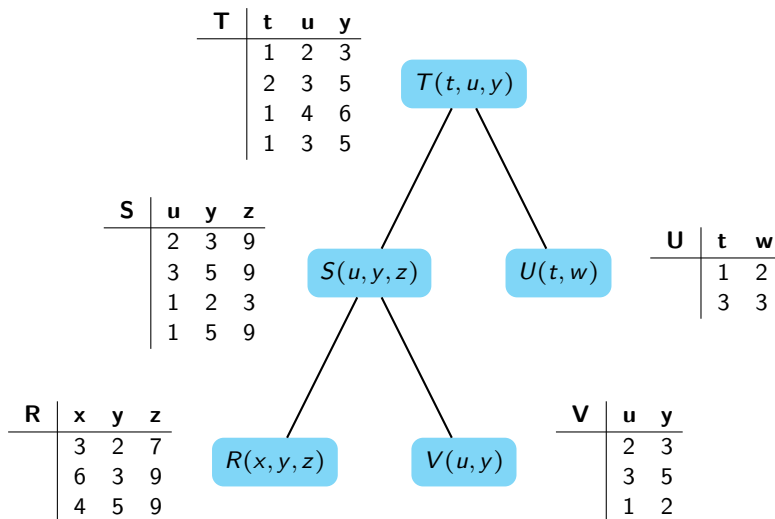 T t u y
1 2 3
2 3 5
1 4 6
1 3 5
T(t, u, y)
S u y z
2 3 9
3 5 9
1 2 3
1 5 9
S(u, y, z)
U(t, w)
U t w
1 2
3 3
R x y z
3 2 7
6 3 9
4 5 9
R(x, y, z)
V(u, y)
V u y
2 3
3 5
1 2